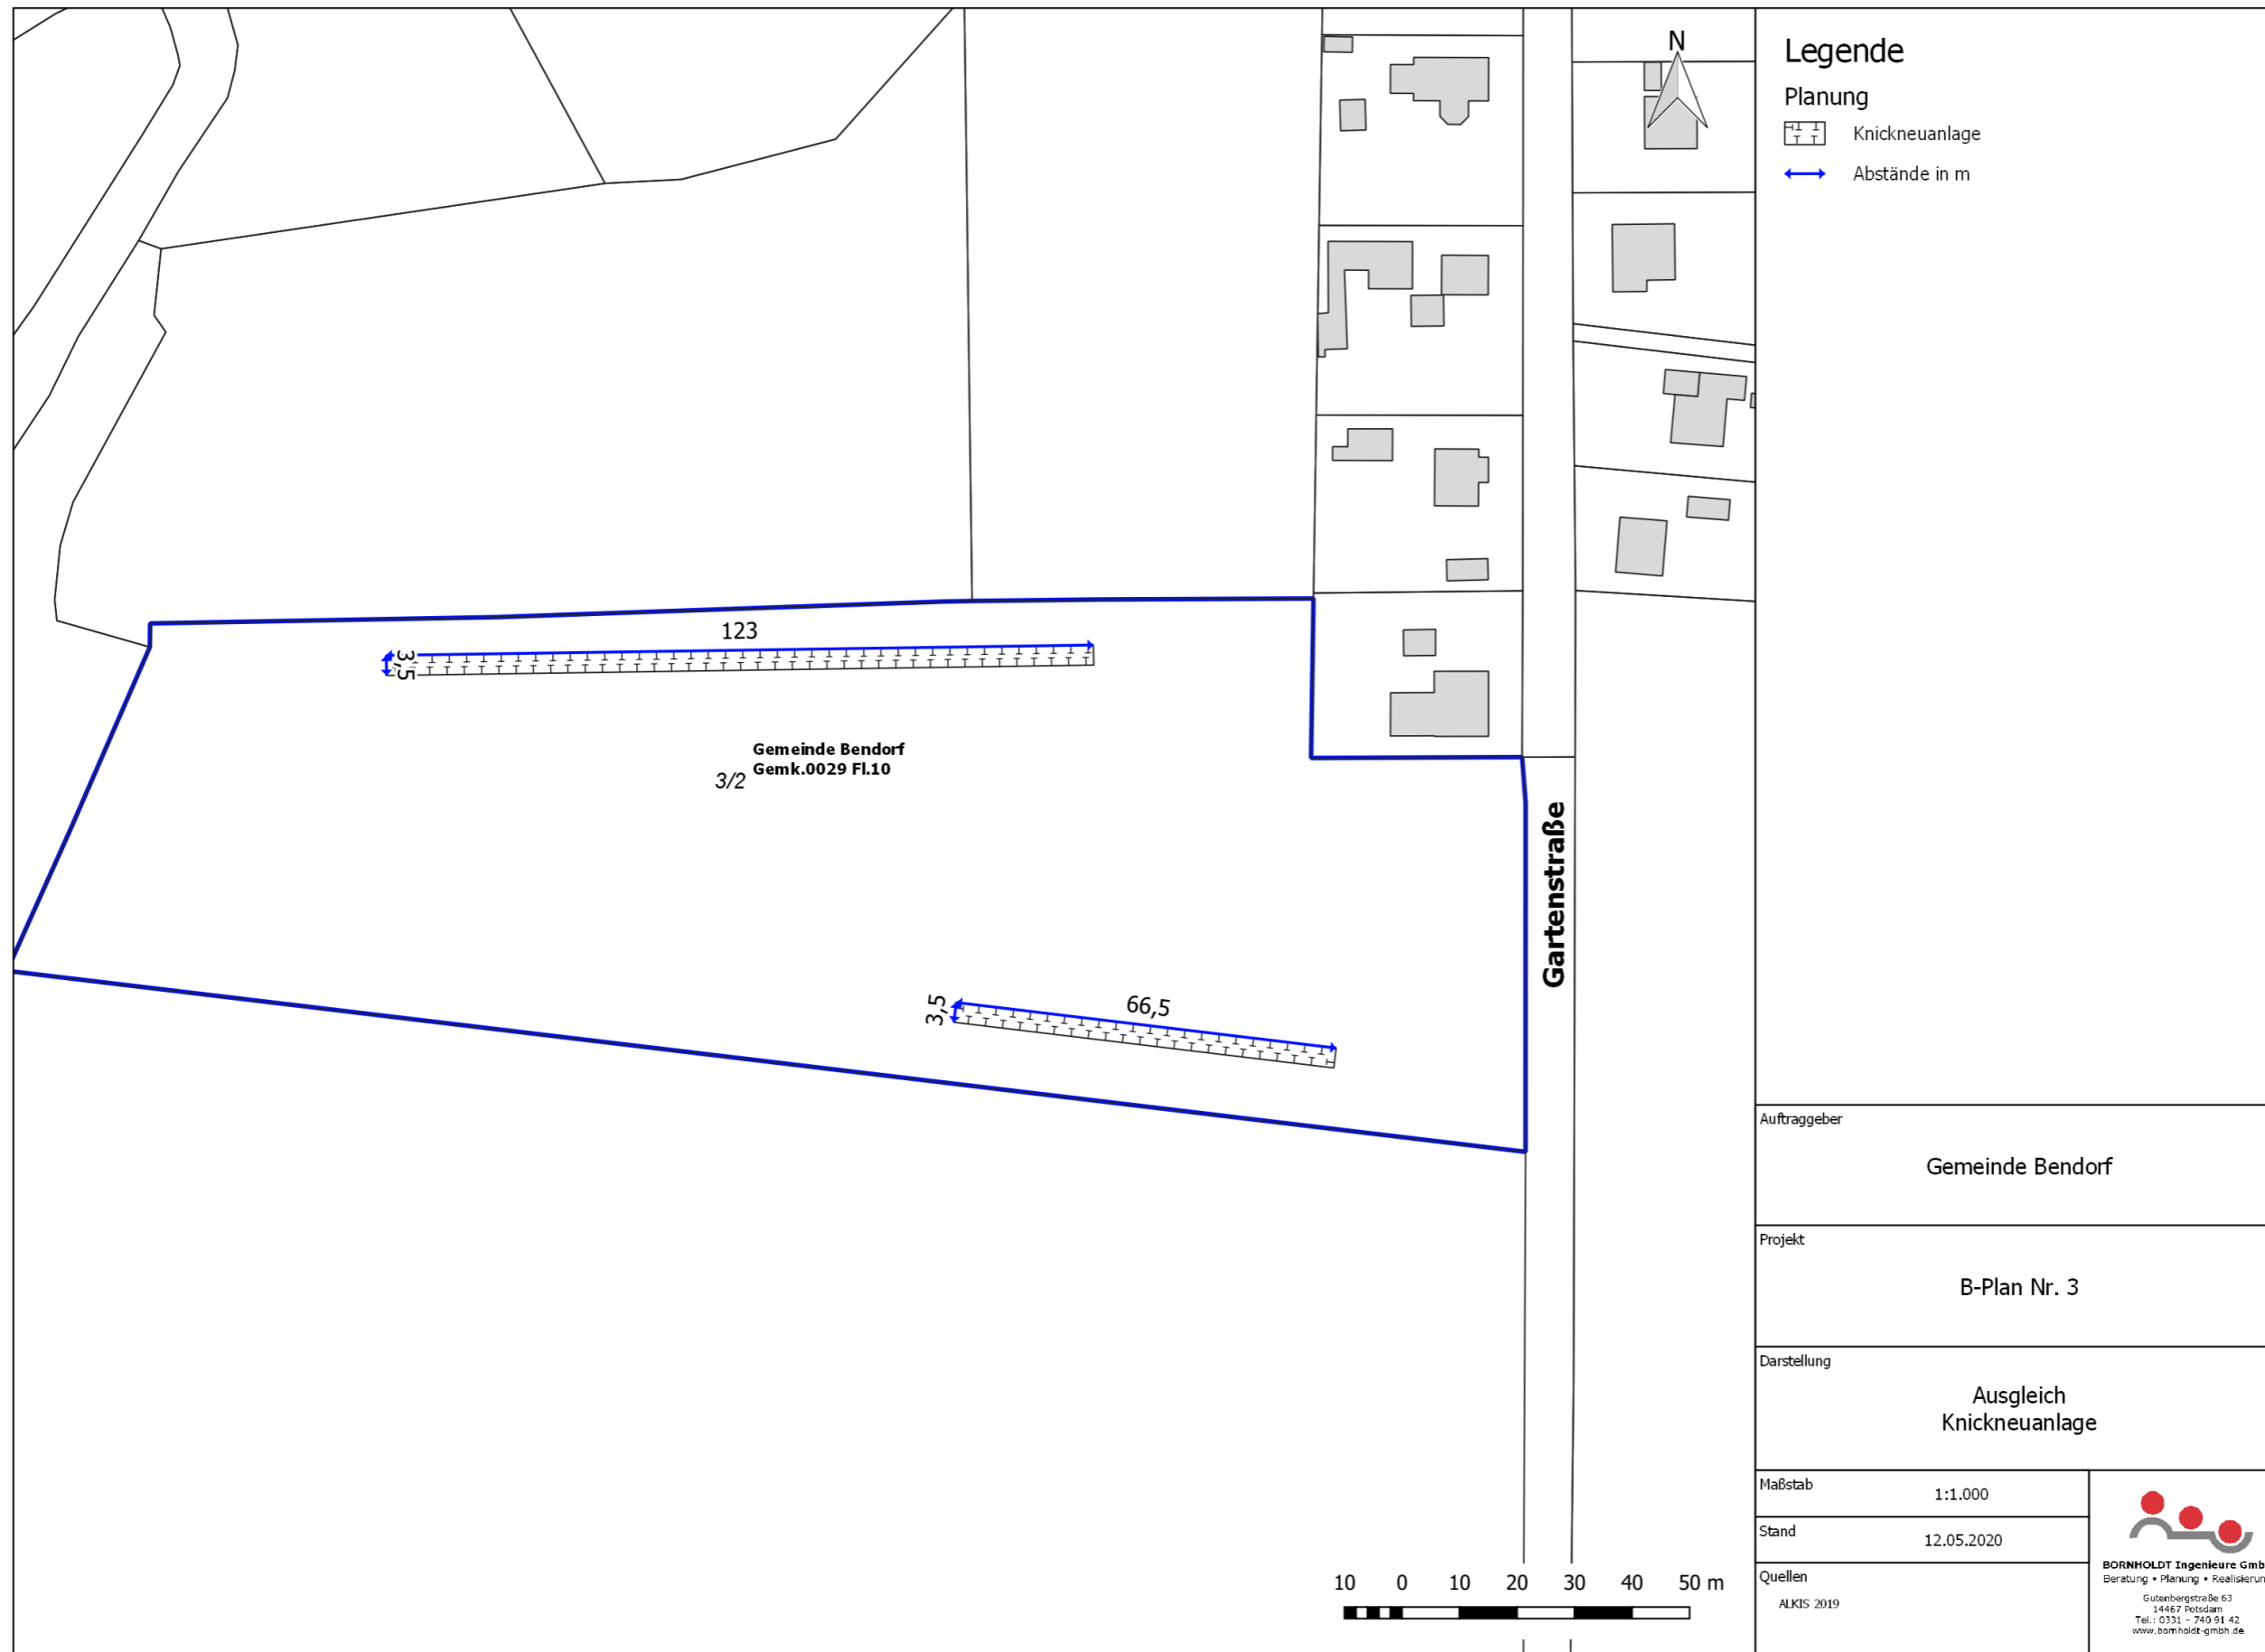 N
Legende
Planung
Knickneuanlage
Abstände in m
123
3,5
Gemeinde Bendorf
Gemk.0029 Fl.10
3/2
Gartenstraße
3,5
66,5
10 0 10 20 30 40 50 m
Auftraggeber
Gemeinde Bendorf
Projekt
B-Plan Nr. 3
Darstellung
Ausgleich
Knickneuanlage
Maßstab
1:1.000
Stand
12.05.2020
Quellen
ALKIS 2019
BORNHOLDT Ingenieure Gmb
Beratung • Planung • Realisierun
Gutenbergstraße 63
14467 Potsdam
Tel.: 0331 - 740 91 42
www.bornholdt-gmbh.de